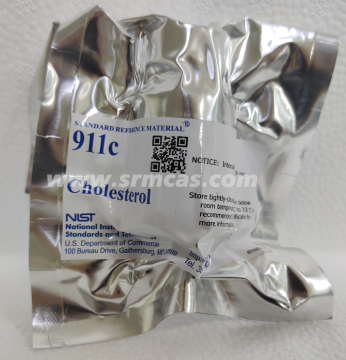 STANDARD REFERENCE MATERIAL®
911c
NOTICE:
www.srmcas.com
Cholesterol
Store tightly
room
recommended
more
NIST
National
Standards and
U.S. Department of Commerce
100 Bureau Drive, Gaithersburg,
Tel.